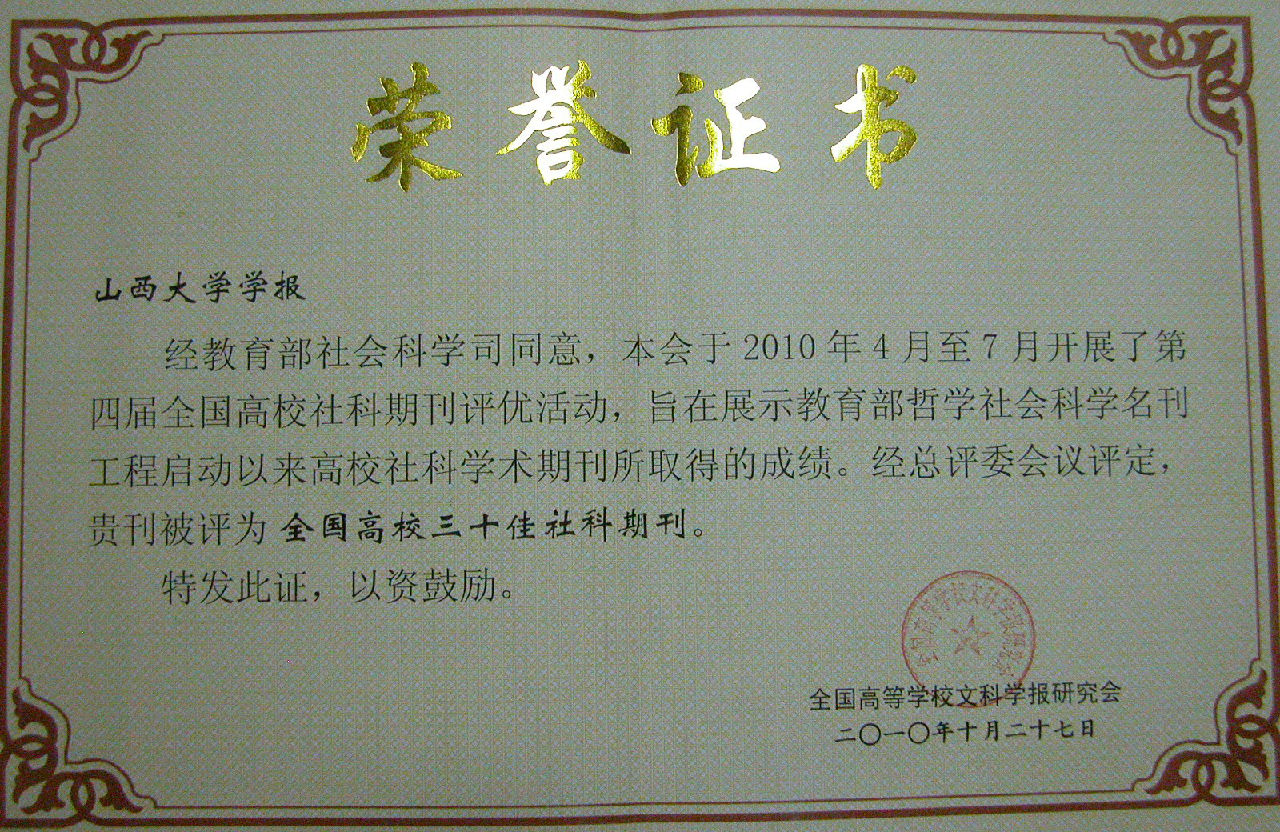 荣誉证书
山西大学学报
经教育部社会科学司同意，本会于2010年4月至7月开展了第
四届全国高校社科期刊评优活动，旨在展示教育部哲学社会科学名刊
工程启动以来高校社科学术期刊所取得的成绩。经总评委会议评定，
贵刊被评为 全国高校三十佳社科期刊。
特发此证，以资鼓励。
全国高等学校文科学报研究会
二〇一〇年十月二十七日